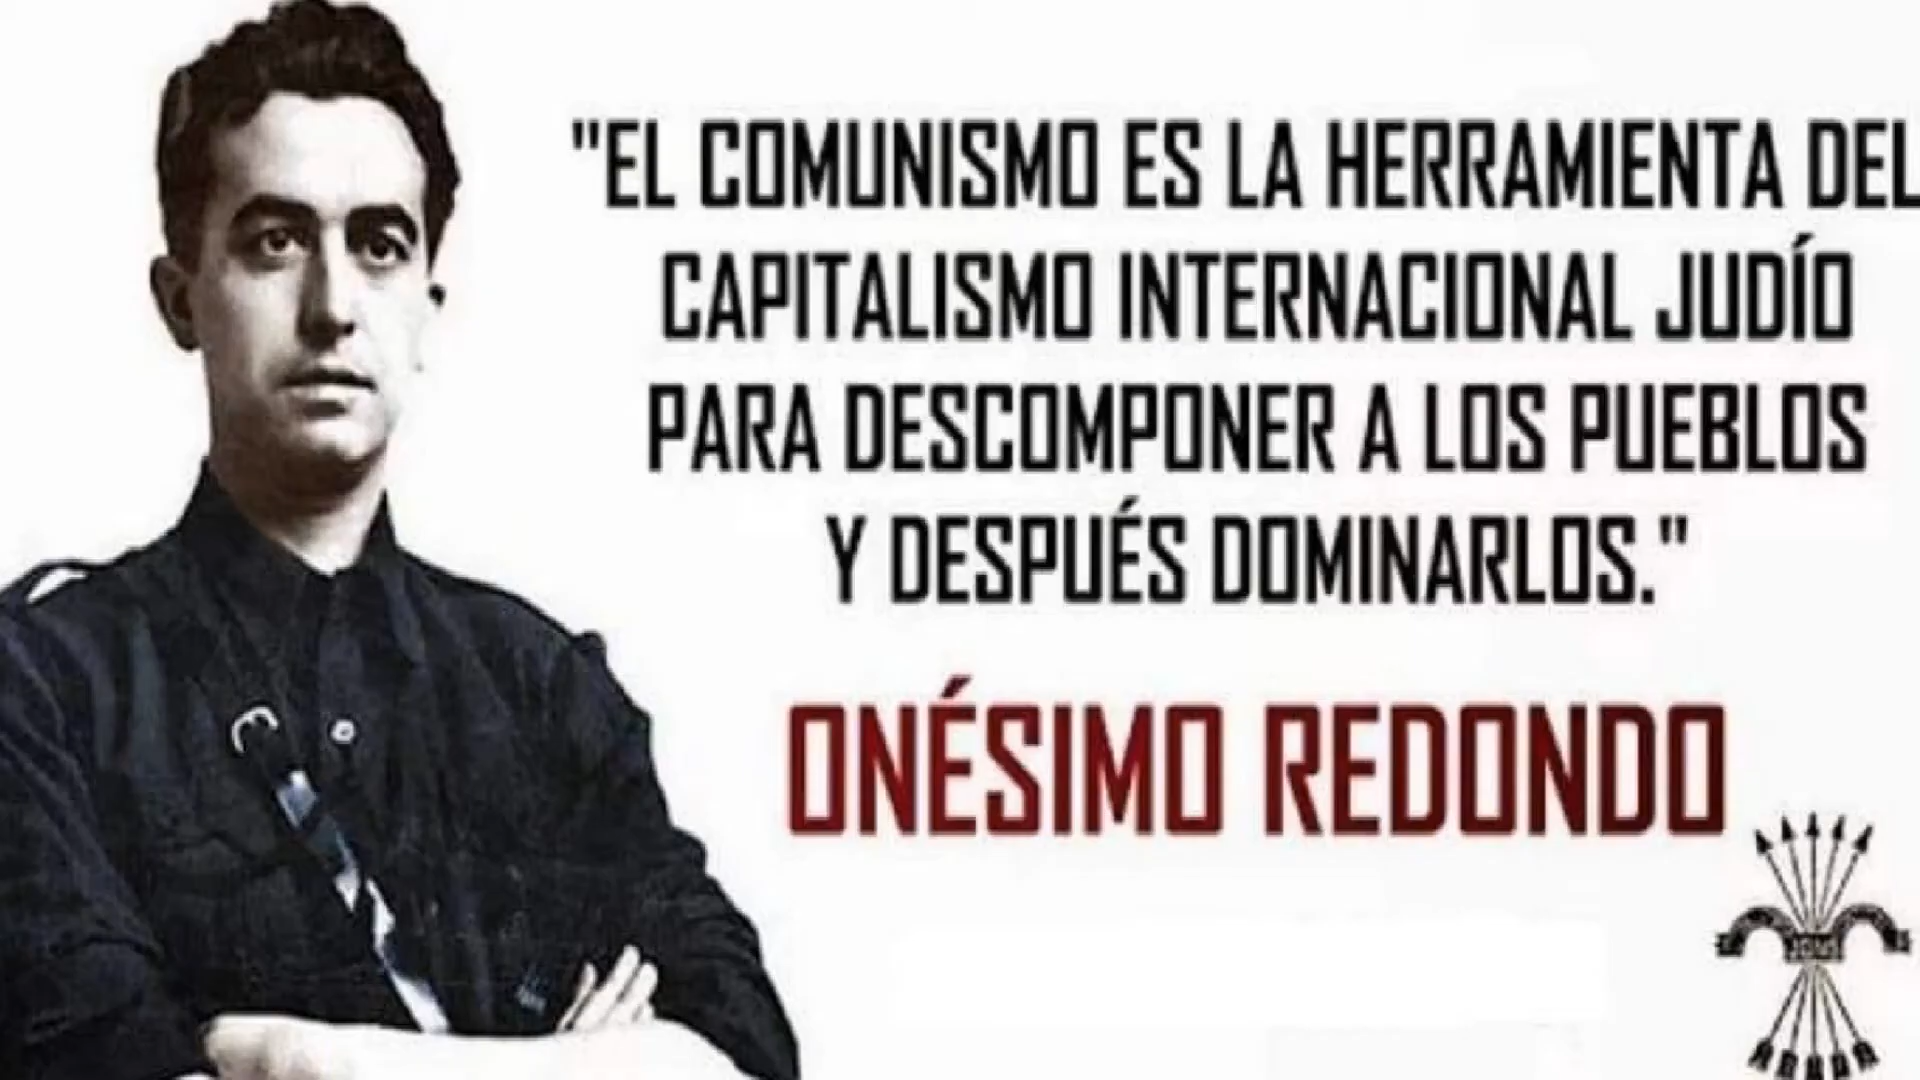 "EL COMUNISMO ES LA HERRAMIENTA DEL
CAPITALISMO INTERNACIONAL JUDÍO
PARA DESCOMPONER A LOS PUEBLOS
Y DESPUÉS DOMINARLOS."
ONÉSIMO REDONDO